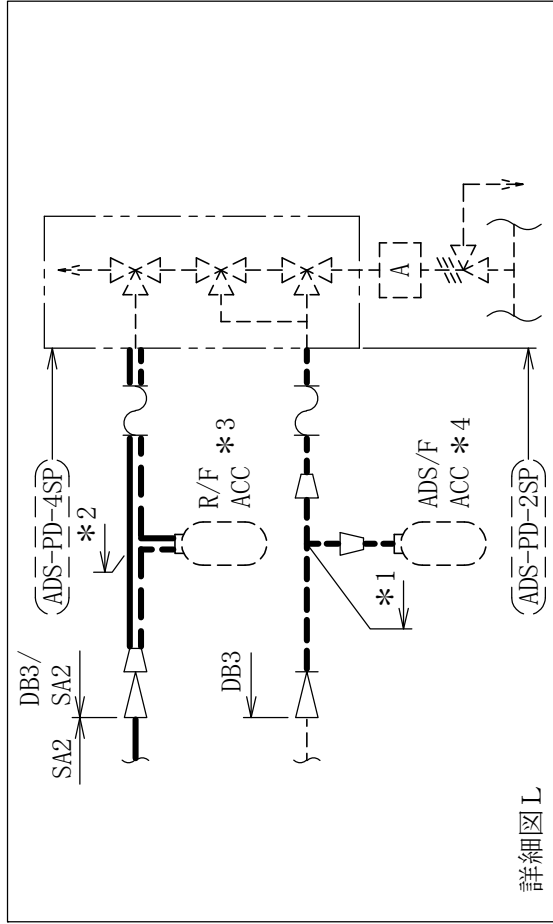 SA2
DB3/
SA2
*2
ADS-PD-4SP
R/F
ACC *3
DB3
*1
ADS/F
ACC *4
ADS-PD-2SP
A
詳細図L